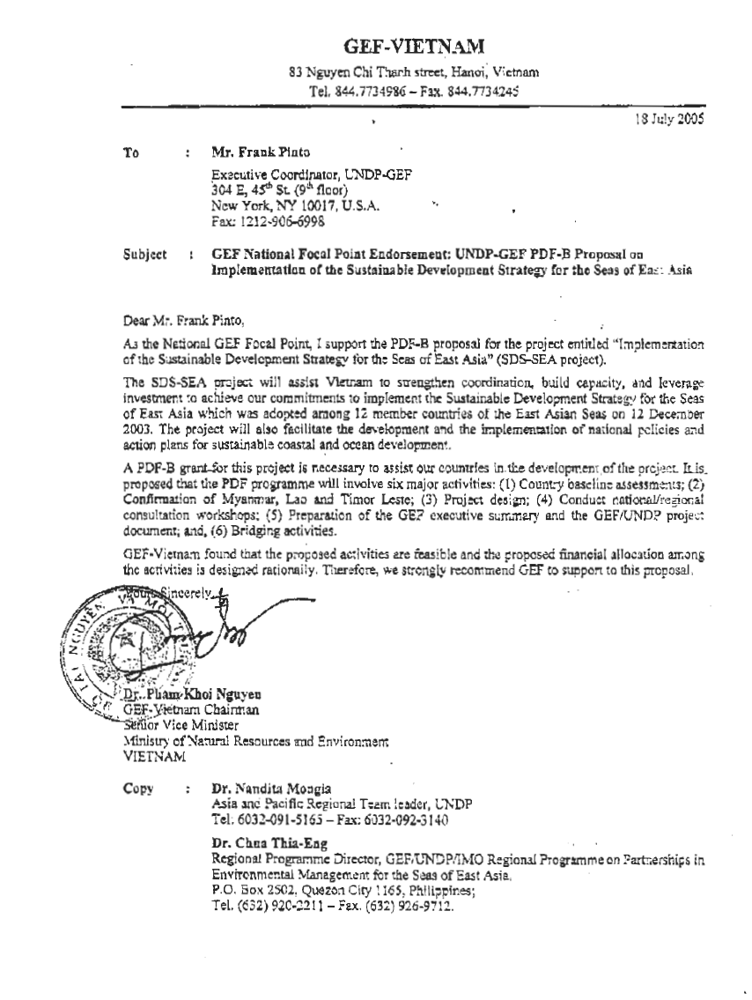 GEF-VIETNAM
83 Nguyen Chi Thanh street, Hanoi, Vietnam
Tel. 844.7734986 – Fax. 844.7734245
18 July 2005
To : Mr. Frank Pinto
Executive Coordinator, UNDP-GEF
304 E, 45th St. (9th floor)
New York, NY 10017, U.S.A.
Fax: 1212-906-6998
Subject : GEF National Focal Point Endorsement: UNDP-GEF PDF-B Proposal on
Implementation of the Sustainable Development Strategy for the Seas of East Asia
Dear Mr. Frank Pinto,
As the National GEF Focal Point, I support the PDF-B proposal for the project entitled “Implementation
of the Sustainable Development Strategy for the Seas of East Asia” (SDS-SEA project).
The SDS-SEA project will assist Vietnam to strengthen coordination, build capacity, and leverage
investment to achieve our commitments to implement the Sustainable Development Strategy for the Seas
of East Asia which was adopted among 12 member countries of the East Asian Seas on 12 December
2003. The project will also facilitate the development and the implementation of national policies and
action plans for sustainable coastal and ocean development.
A PDF-B grant for this project is necessary to assist our countries in the development of the project. It is
proposed that the PDF programme will involve six major activities: (1) Country baseline assessments; (2)
Confirmation of Myanmar, Lao and Timor Leste; (3) Project design; (4) Conduct national/regional
consultation workshops; (5) Preparation of the GEF executive summary and the GEF/UNDP project
document; and, (6) Bridging activities.
GEF-Vietnam found that the proposed activities are feasible and the proposed financial allocation among
the activities is designed rationally. Therefore, we strongly recommend GEF to support to this proposal.
Yours Sincerely
BỘ TÀI NGUYÊN VÀ MÔI
Dr. Pham Khoi Nguyen
GEF-Vietnam Chairman
Senior Vice Minister
Ministry of Natural Resources and Environment
VIETNAM
Copy : Dr. Nandita Mongia
Asia and Pacific Regional Team leader, UNDP
Tel: 6032-091-5165 – Fax: 6032-092-3140
Dr. Chua Thia-Eng
Regional Programme Director, GEF/UNDP/IMO Regional Programme on Partnerships in
Environmental Management for the Seas of East Asia.
P.O. Box 2502, Quezon City 1165, Philippines;
Tel. (632) 920-2211 – Fax. (632) 926-9712.